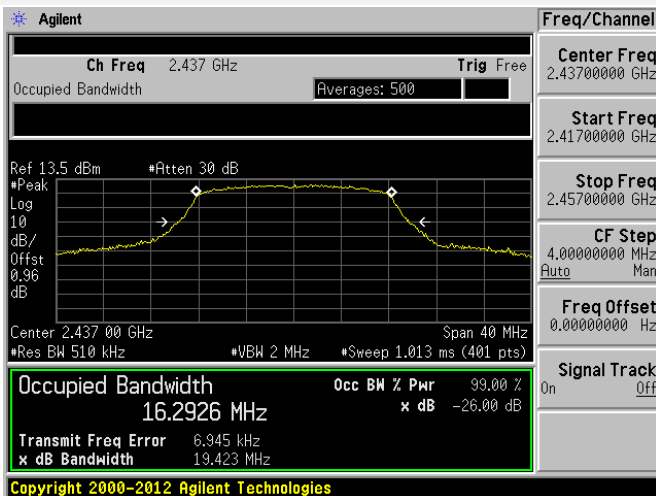 Agilent
Freq/Channel
Ch Freq 2.437 GHz Trig Free
Occupied Bandwidth Averages: 500
Ref 13.5 dBm #Atten 30 dB
#Peak
Log
10
dB/
Offst
0.96
dB
Center 2.437 00 GHz Span 40 MHz
#Res BW 510 kHz #VBW 2 MHz #Sweep 1.013 ms (401 pts)
Occupied Bandwidth Occ BW % Pwr 99.00 %
16.2926 MHz x dB -26.00 dB
Transmit Freq Error 6.945 kHz
x dB Bandwidth 19.423 MHz
Copyright 2000-2012 Agilent Technologies
Center Freq
2.43700000 GHz
Start Freq
2.41700000 GHz
Stop Freq
2.45700000 GHz
CF Step
4.00000000 MHz
Auto Man
Freq Offset
0.00000000 Hz
Signal Track
On Off